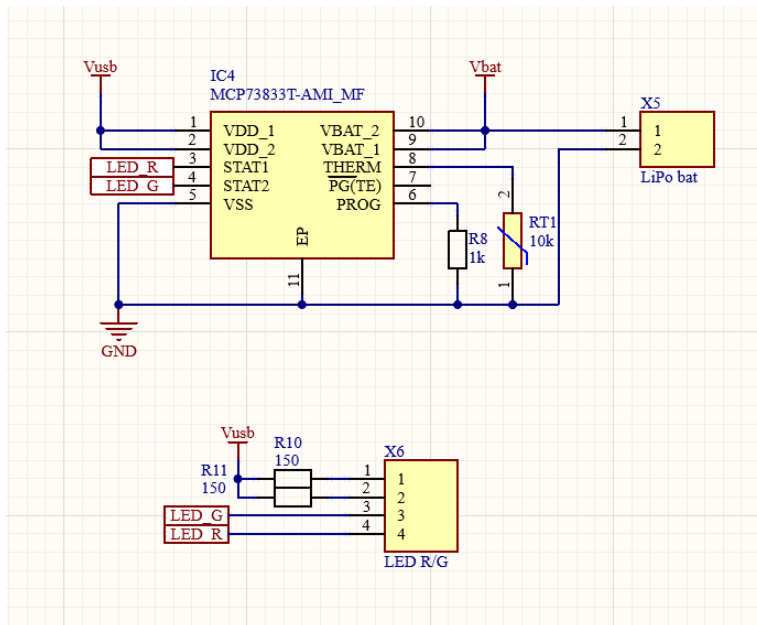 Vusb
Vbat
IC4
MCP73833T-AMI_MF
X5
1 VDD_1 VBAT_2 10
2 VDD_2 VBAT_1 9
3 STAT1 THERM 8
4 STAT2 PG(TE) 7
5 VSS PROG 6
LED_R
LED_G
EP
11
1 1
2 2
LiPo bat
R8
1k
2
RT1
10k
1
GND
Vusb
R10
150
R11
150
X6
1 1
2 2
3 3
4 4
LED_G
LED_R
LED R/G